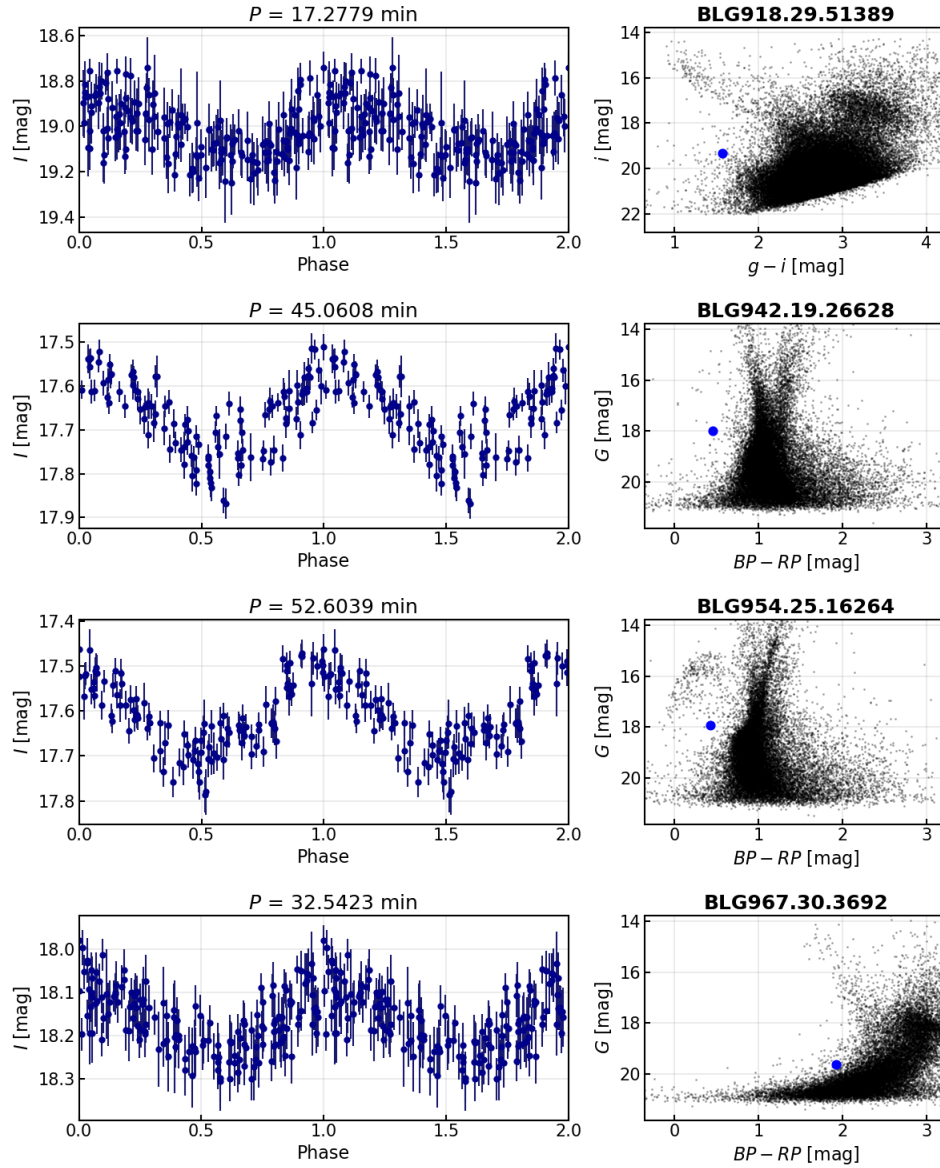 P = 17.2779 min
BLG918.29.51389
18.6
18.8
19.0
19.2
19.4
I [mag]
0.0 0.5 1.0 1.5 2.0
Phase
14
16
18
20
22
i [mag]
1 2 3 4
g − i [mag]
P = 45.0608 min
BLG942.19.26628
17.5
17.6
17.7
17.8
17.9
I [mag]
0.0 0.5 1.0 1.5 2.0
Phase
14
16
18
20
G [mag]
0 1 2 3
BP − RP [mag]
P = 52.6039 min
BLG954.25.16264
17.4
17.5
17.6
17.7
17.8
I [mag]
0.0 0.5 1.0 1.5 2.0
Phase
14
16
18
20
G [mag]
0 1 2 3
BP − RP [mag]
P = 32.5423 min
BLG967.30.3692
18.0
18.1
18.2
18.3
I [mag]
0.0 0.5 1.0 1.5 2.0
Phase
14
16
18
20
G [mag]
0 1 2 3
BP − RP [mag]